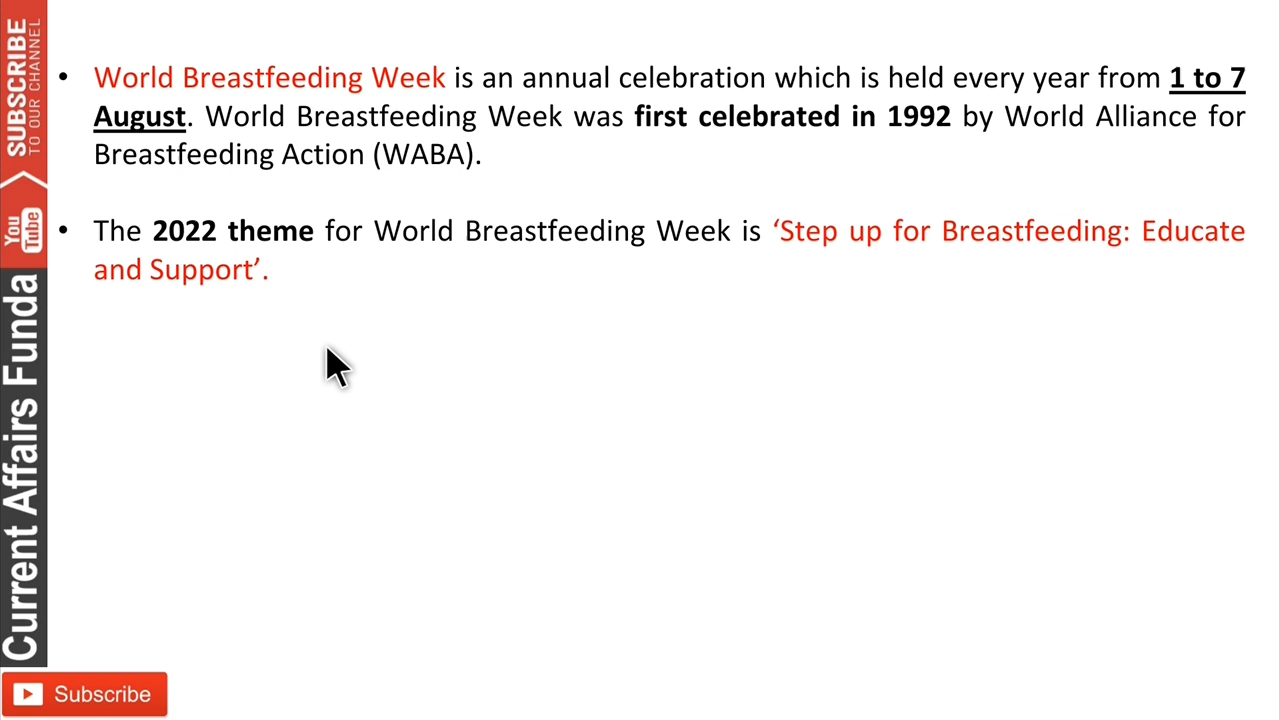 • World Breastfeeding Week is an annual celebration which is held every year from 1 to 7
August. World Breastfeeding Week was first celebrated in 1992 by World Alliance for
Breastfeeding Action (WABA).
• The 2022 theme for World Breastfeeding Week is ‘Step up for Breastfeeding: Educate
and Support’.
SUBSCRIBE
TO OUR CHANNEL
You
Tube
Current Affairs Funda
Subscribe